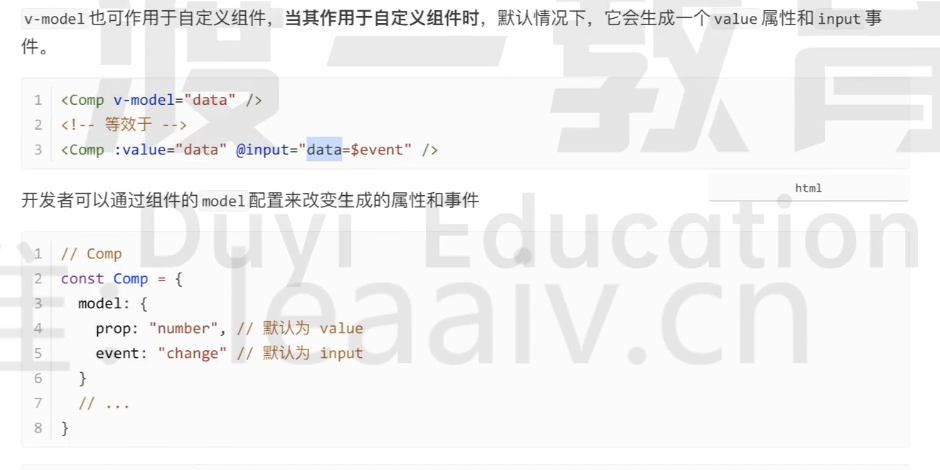 v-model 也可作用于自定义组件，当其作用于自定义组件时，默认情况下，它会生成一个 value 属性和 input 事
件。
1 <Comp v-model="data" />
2 <!-- 等效于 -->
3 <Comp :value="data" @input="data=$event" />
html
开发者可以通过组件的 model 配置来改变生成的属性和事件
1 // Comp
2 const Comp = {
3   model: {
4     prop: "number", // 默认为 value
5     event: "change" // 默认为 input
6   }
7   // ...
8 }
渡一教育
Duyi Education
准：leaaiv.cn